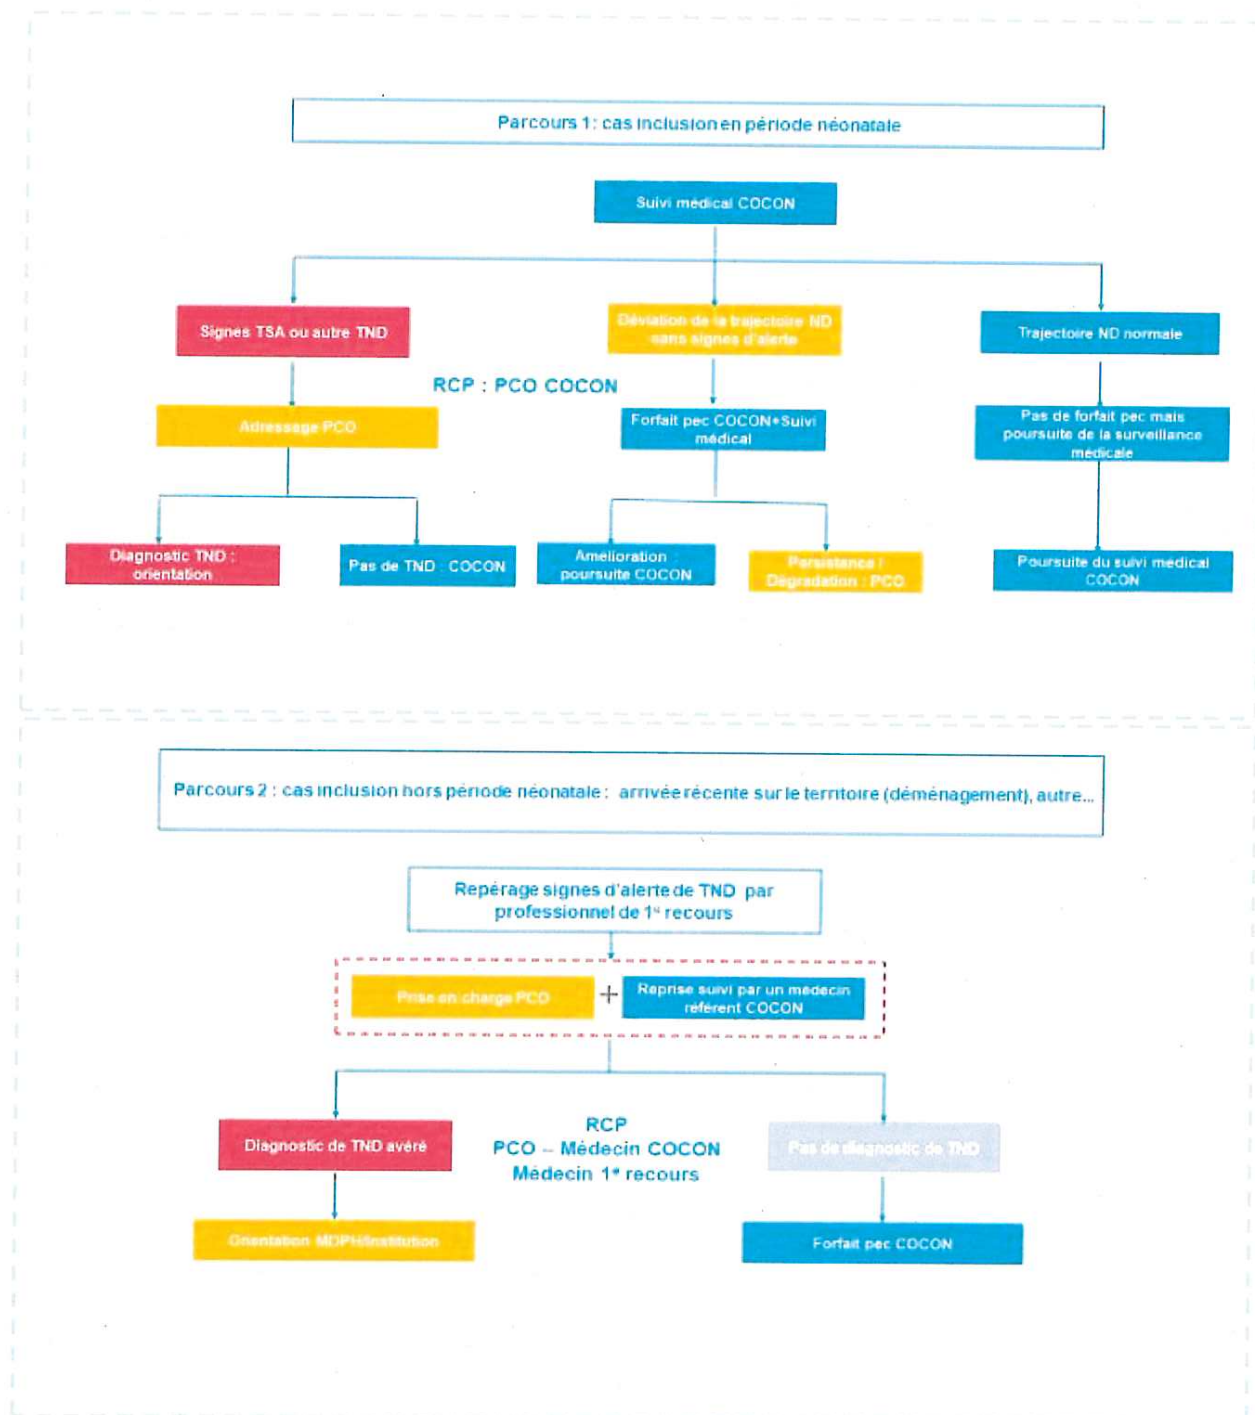 Parcours 1: cas inclusion en période néonatale
Suivi médical COCON
Signes TSA ou autre TND
Déviation de la trajectoire ND
sans signes d'alerte
Trajectoire ND normale
RCP : PCO COCON
Adressage PCO
Forfait pec COCON+Suivi
médical
Pas de forfait pec mais
poursuite de la surveillance
médicale
Diagnostic TND :
orientation
Pas de TND : COCON
Amélioration :
poursuite COCON
Persistance /
Dégradation : PCO
Poursuite du suivi médical
COCON
Parcours 2 : cas inclusion hors période néonatale : arrivée récente sur le territoire (déménagement), autre...
Repérage signes d'alerte de TND par
professionnel de 1er recours
Prise en charge PCO
+
Reprise suivi par un médecin
référent COCON
Diagnostic de TND avéré
RCP
PCO – Médecin COCON
Médecin 1e recours
Pas de diagnostic de TND
Orientation MDPH/Institution
Forfait pec COCON